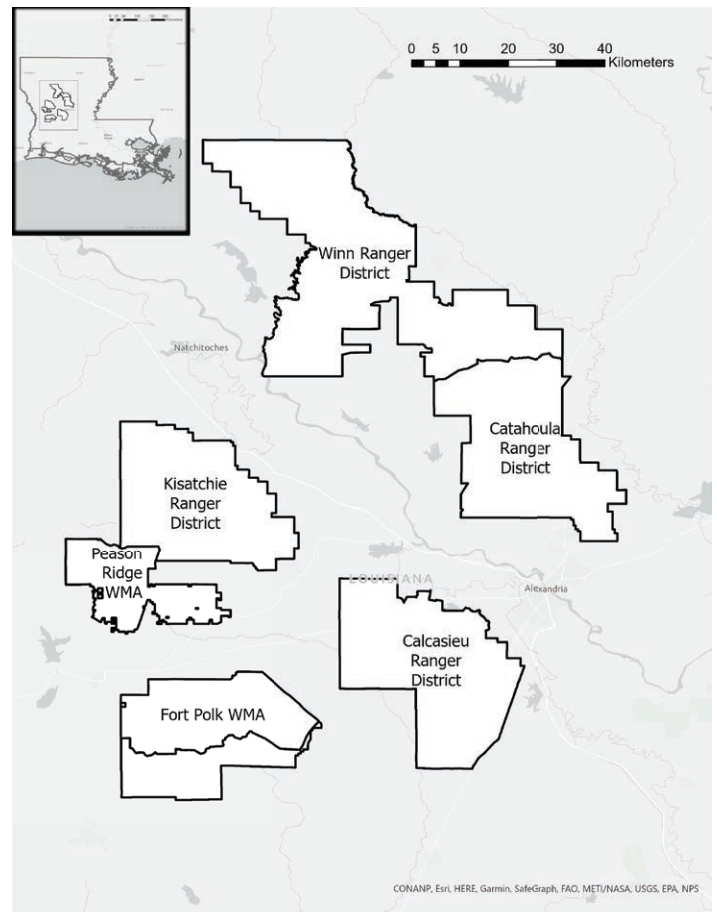 0 5 10 20 30 40
Kilometers
Winn Ranger
District
Natchitoches
Catahoula
Ranger
District
Kisatchie
Ranger
District
Peason
Ridge
WMA
LOUISIANA
Alexandria
Calcasieu
Ranger
District
Fort Polk WMA
CONANP, Esri, HERE, Garmin, SafeGraph, FAO, METI/NASA, USGS, EPA, NPS